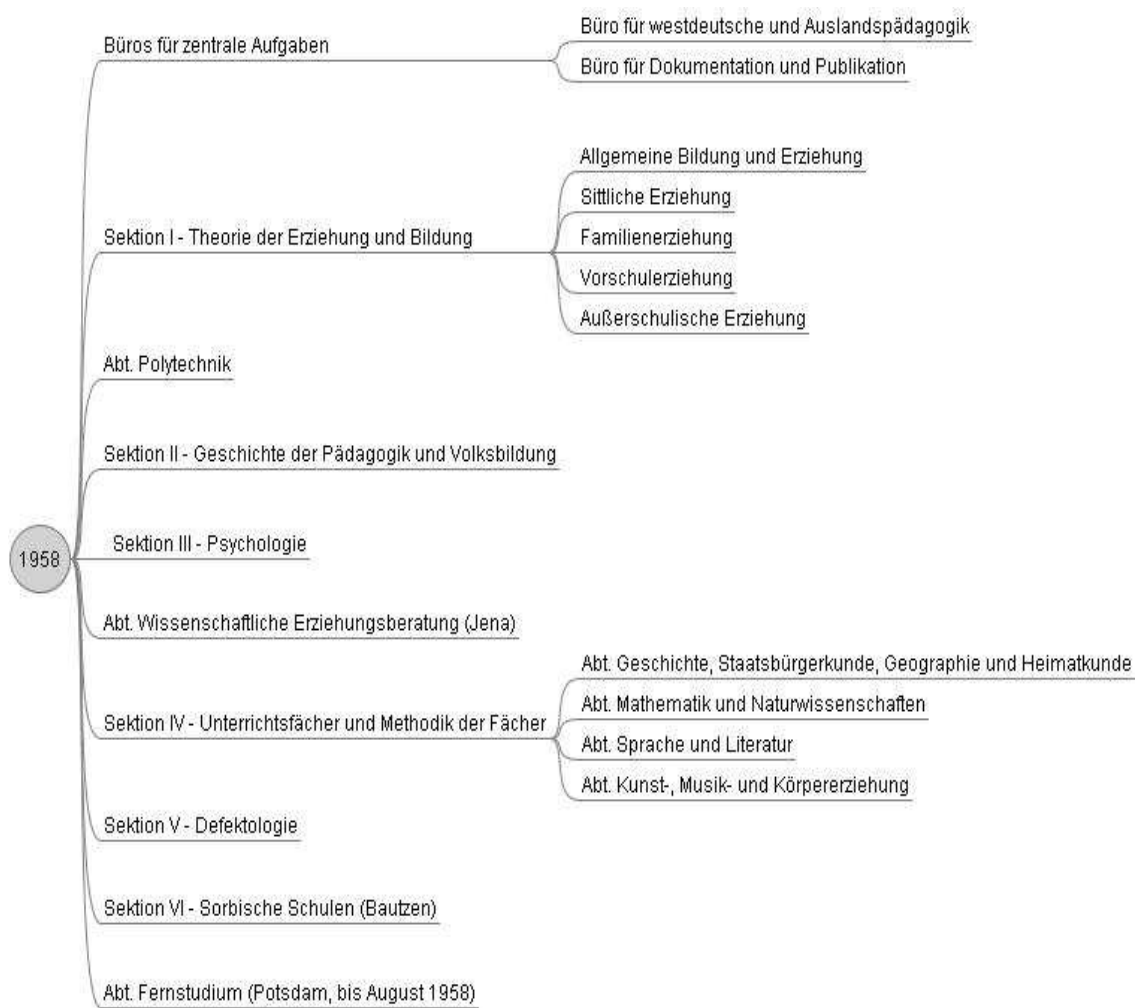 1958
Büros für zentrale Aufgaben
Büro für westdeutsche und Auslandspädagogik
Büro für Dokumentation und Publikation
Sektion I - Theorie der Erziehung und Bildung
Allgemeine Bildung und Erziehung
Sittliche Erziehung
Familienerziehung
Vorschulerziehung
Außerschulische Erziehung
Abt. Polytechnik
Sektion II - Geschichte der Pädagogik und Volksbildung
Sektion III - Psychologie
Abt. Wissenschaftliche Erziehungsberatung (Jena)
Sektion IV - Unterrichtsfächer und Methodik der Fächer
Abt. Geschichte, Staatsbürgerkunde, Geographie und Heimatkunde
Abt. Mathematik und Naturwissenschaften
Abt. Sprache und Literatur
Abt. Kunst-, Musik- und Körpererziehung
Sektion V - Defektologie
Sektion VI - Sorbische Schulen (Bautzen)
Abt. Fernstudium (Potsdam, bis August 1958)